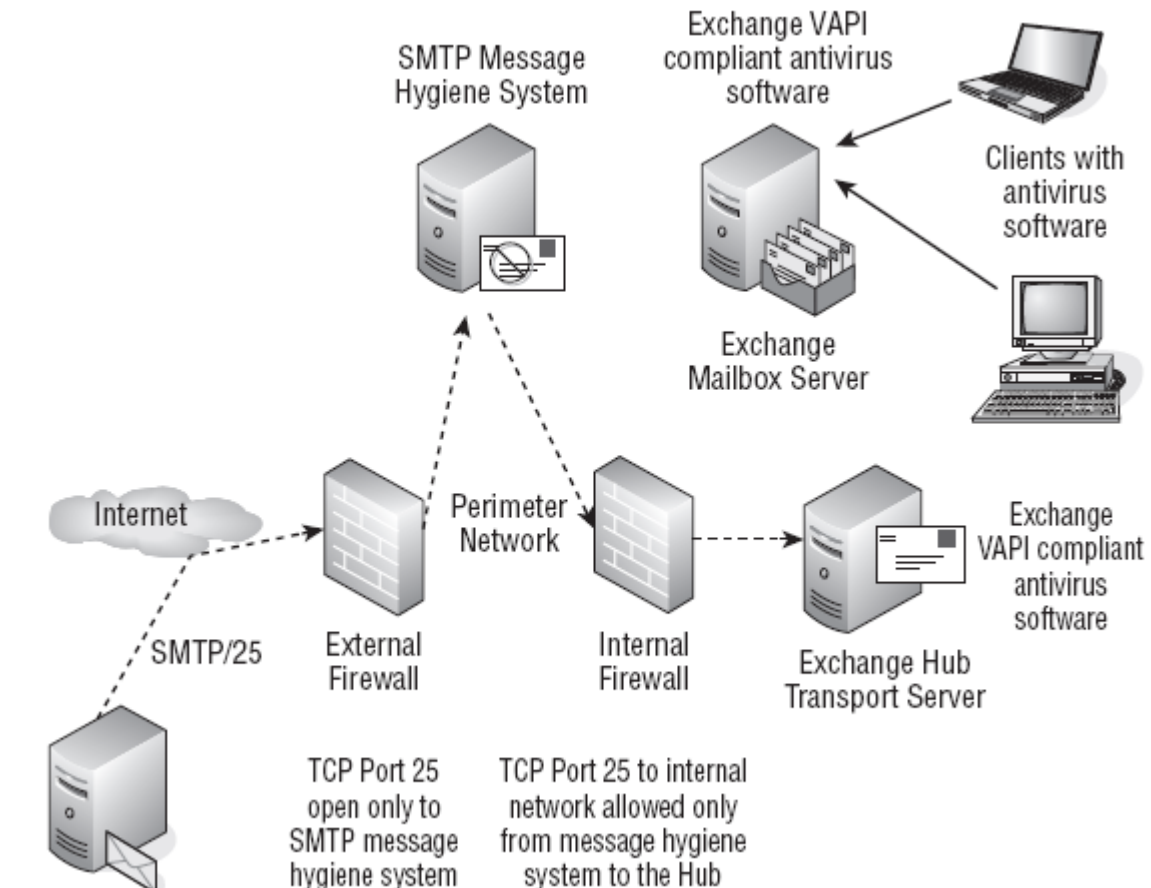 Exchange VAPI
compliant antivirus
software
SMTP Message
Hygiene System
Clients with
antivirus
software
Exchange
Mailbox Server
Internet
Perimeter
Network
Exchange
VAPI compliant
antivirus
software
SMTP/25
External
Firewall
Internal
Firewall
Exchange Hub
Transport Server
TCP Port 25
open only to
SMTP message
hygiene system
TCP Port 25 to internal
network allowed only
from message hygiene
system to the Hub